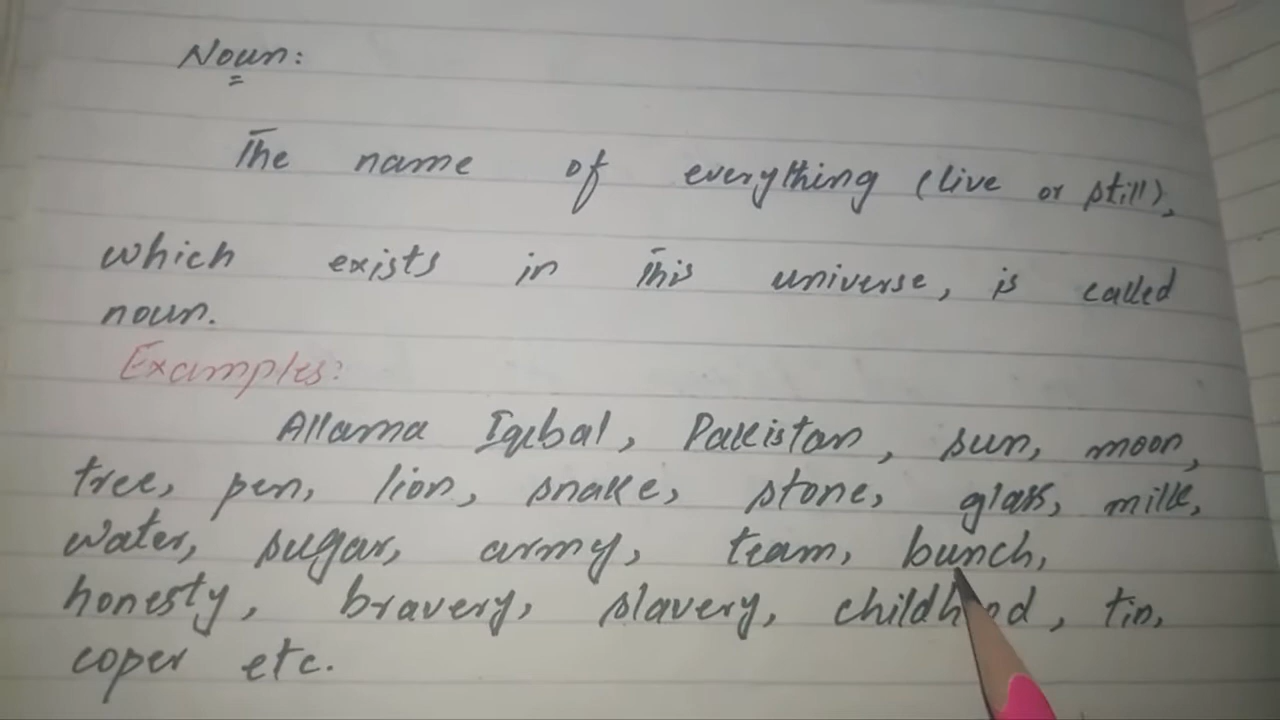 Noun:
The name of everything (live or still),
which exists in this universe, is called
noun.
Examples:
Allama Iqbal, Pakistan, sun, moon,
tree, pen, lion, snake, stone, glass, milk,
water, sugar, army, team, bunch,
honesty, bravery, slavery, childhood, tin,
coper etc.